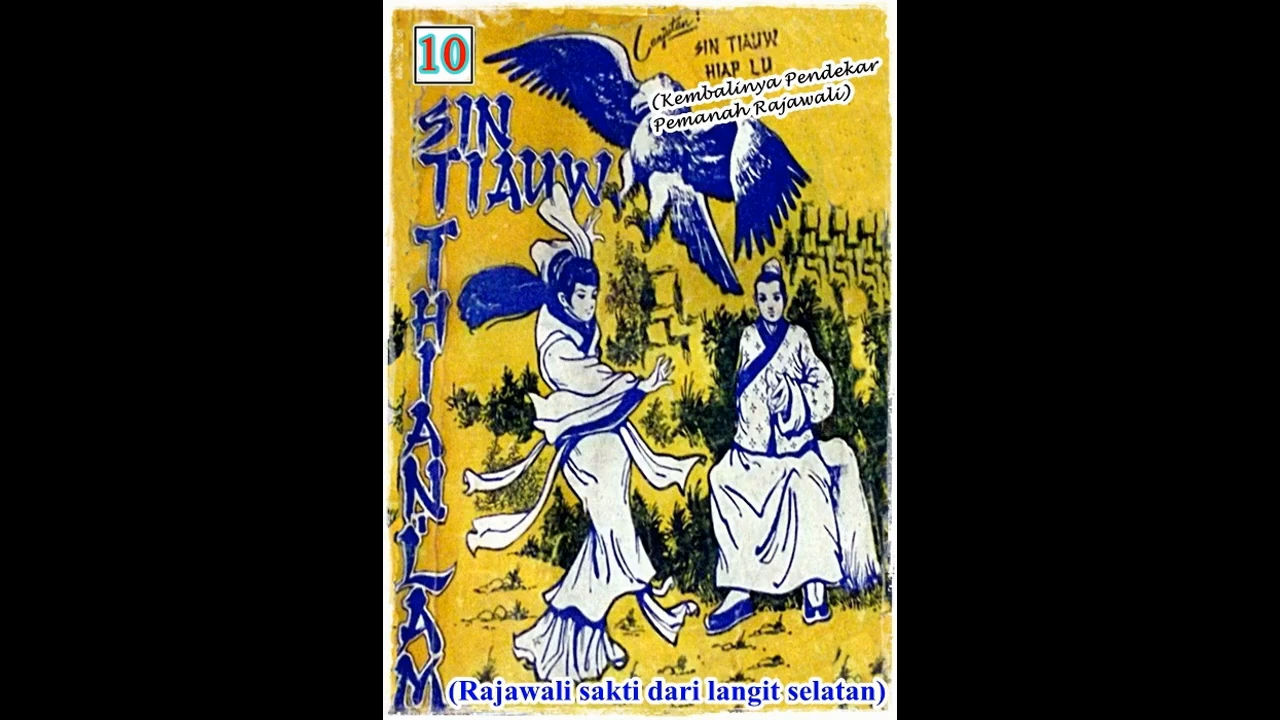 10
Lanjutan!
SIN TIAUW
HIAP LU
(Kembalinya Pendekar
Pemanah Rajawali)
SIN
TIAUW
THIAN-LAM
(Rajawali sakti dari langit selatan)